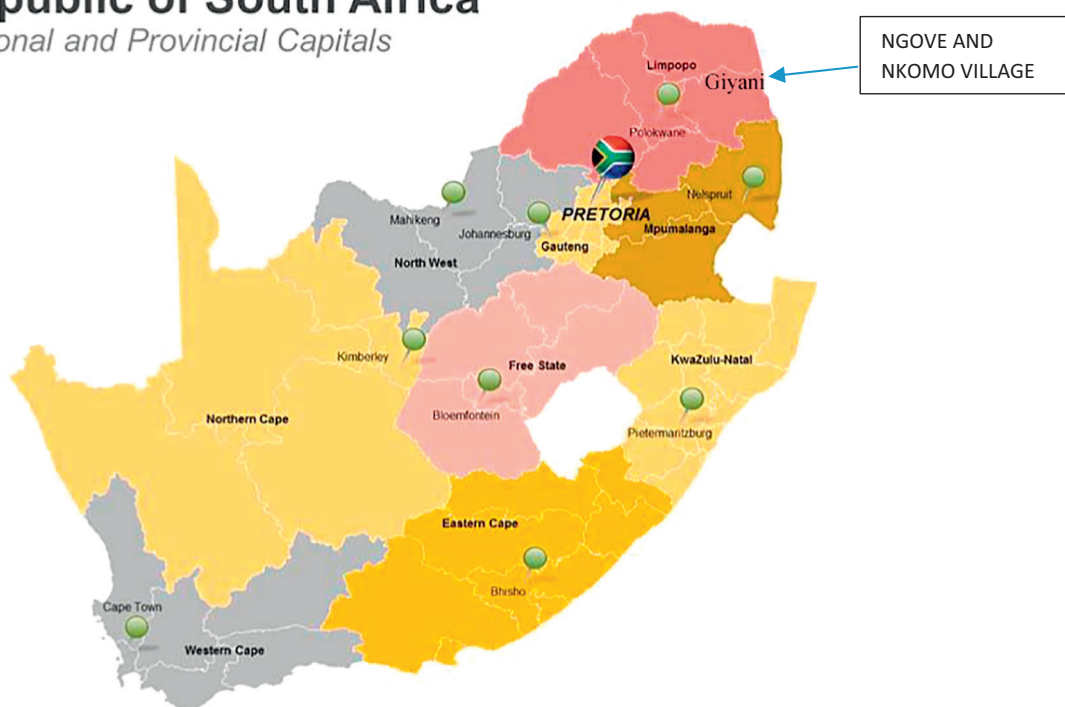 public of South Africa
onal and Provincial Capitals
NGOVE AND
NKOMO VILLAGE
Limpopo
Giyani
Polokwane
Nelspruit
Mahikeng
PRETORIA
Johannesburg
Mpumalanga
Gauteng
North West
Kimberley
Free State
KwaZulu-Natal
Bloemfontein
Northern Cape
Pietermaritzburg
Eastern Cape
Bhisho
Cape Town
Western Cape